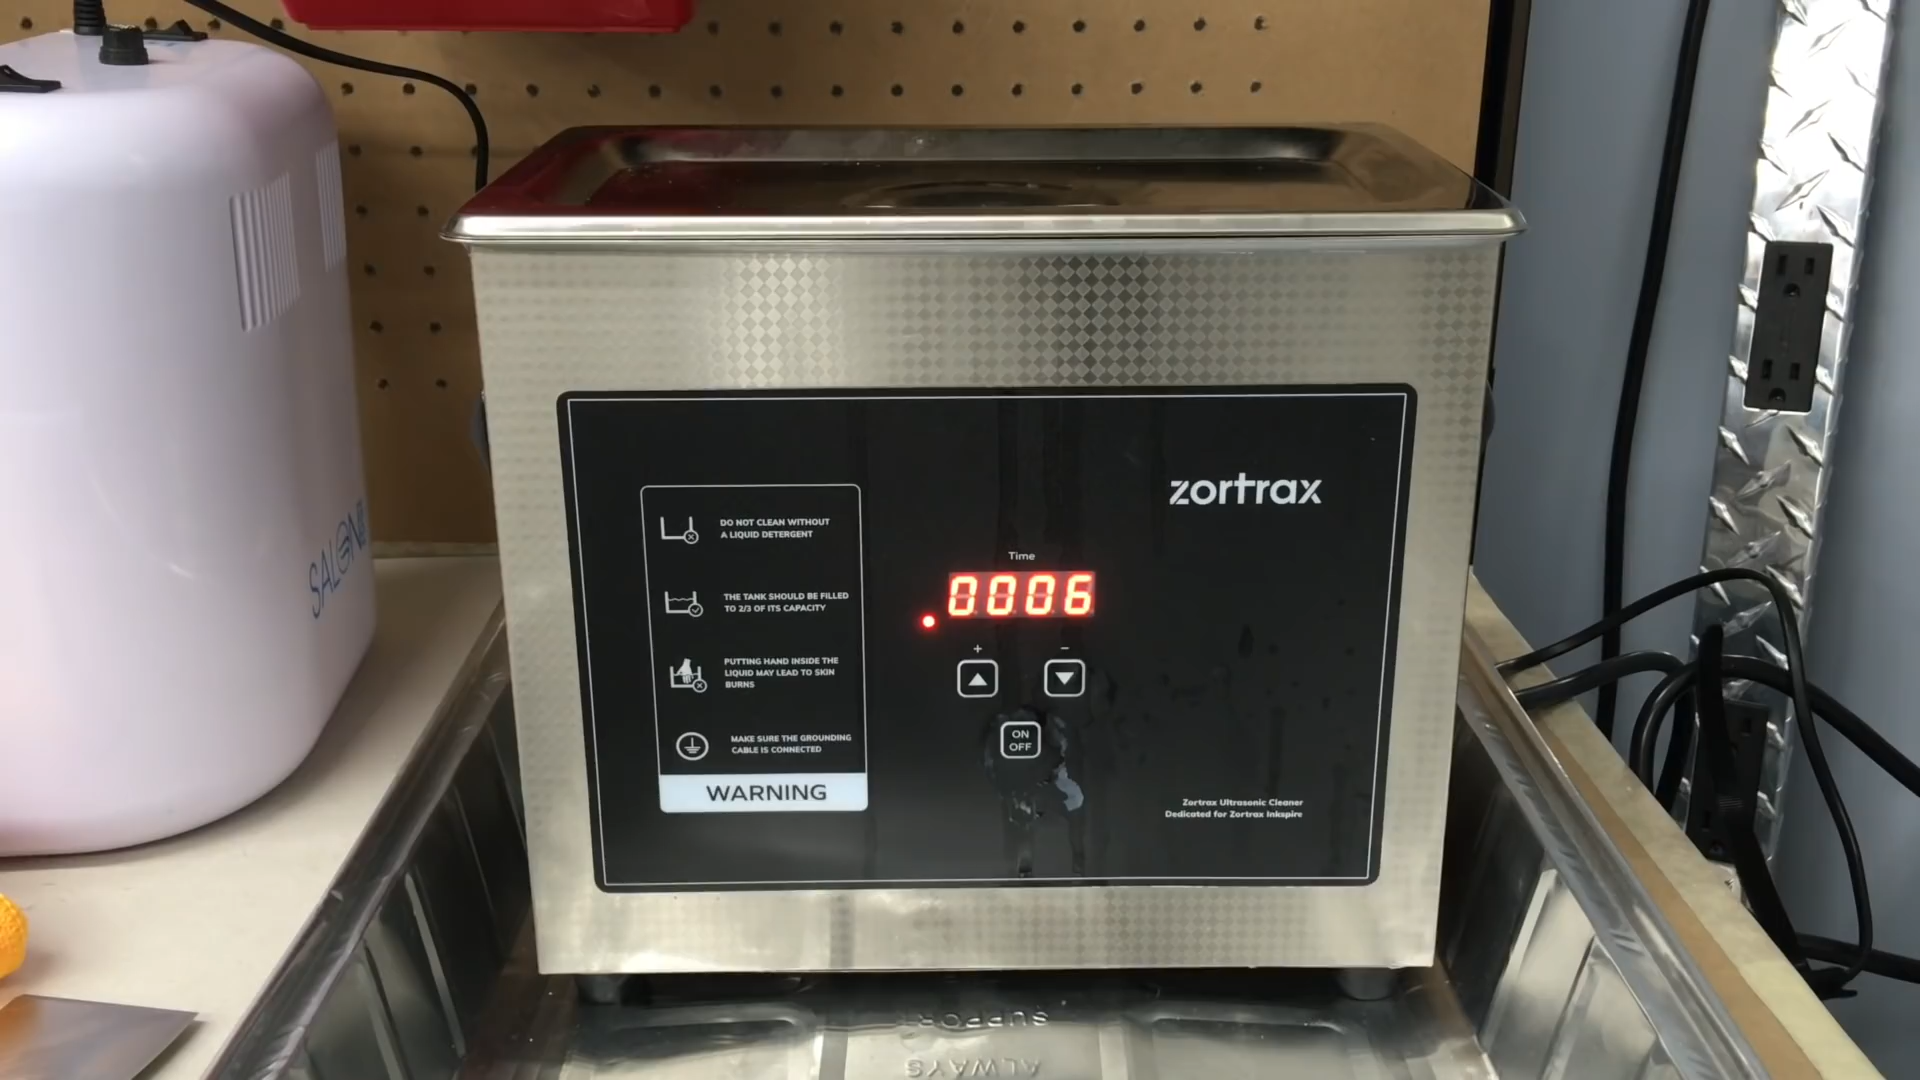 SALON
zortrax
DO NOT CLEAN WITHOUT
A LIQUID DETERGENT
Time
0006
THE TANK SHOULD BE FILLED
TO 2/3 OF ITS CAPACITY
+ -
PUTTING HAND INSIDE THE
LIQUID MAY LEAD TO SKIN
BURNS
ON
OFF
MAKE SURE THE GROUNDING
CABLE IS CONNECTED
WARNING
Zortrax Ultrasonic Cleaner
Dedicated for Zortrax Inkspire
SUPPORT
ALWAYS